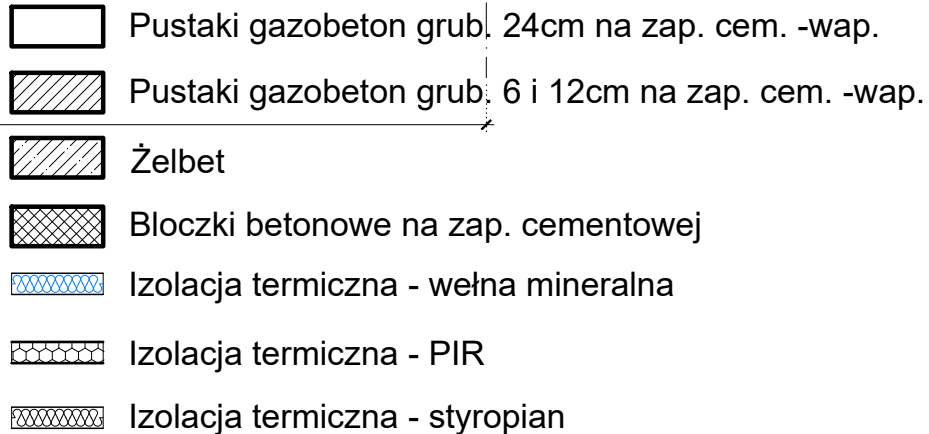 Pustaki gazobeton grub. 24cm na zap. cem. -wap.
Pustaki gazobeton grub. 6 i 12cm na zap. cem. -wap.
Żelbet
Bloczki betonowe na zap. cementowej
Izolacja termiczna - wełna mineralna
Izolacja termiczna - PIR
Izolacja termiczna - styropian